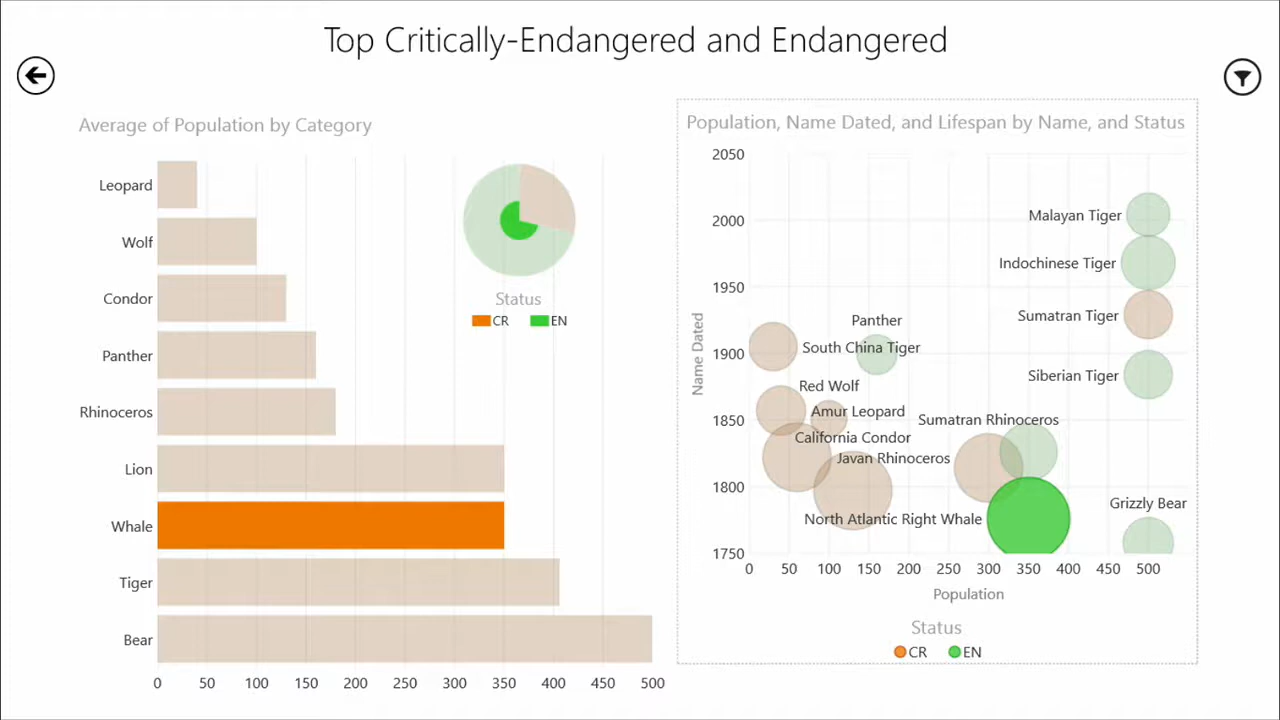 Top Critically-Endangered and Endangered
Average of Population by Category
Leopard
Wolf
Condor
Panther
Rhinoceros
Lion
Whale
Tiger
Bear
0 50 100 150 200 250 300 350 400 450 500
Status
CR EN
Population, Name Dated, and Lifespan by Name, and Status
2050
2000
1950
1900
1850
1800
1750
Name Dated
Malayan Tiger
Indochinese Tiger
Sumatran Tiger
Panther
South China Tiger
Siberian Tiger
Red Wolf
Amur Leopard
Sumatran Rhinoceros
California Condor
Javan Rhinoceros
Grizzly Bear
North Atlantic Right Whale
0 50 100 150 200 250 300 350 400 450 500
Population
Status
CR EN